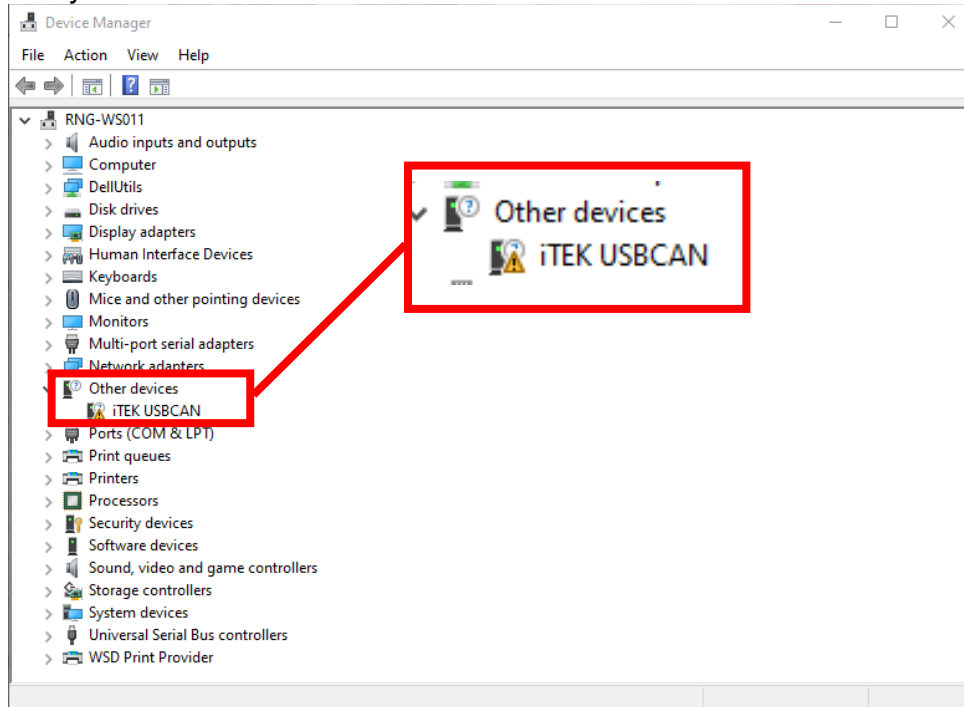 Device Manager
File Action View Help
RNG-WS011
Audio inputs and outputs
Computer
DellUtils
Disk drives
Display adapters
Human Interface Devices
Keyboards
Mice and other pointing devices
Monitors
Multi-port serial adapters
Network adapters
Other devices
iTEK USBCAN
Ports (COM & LPT)
Print queues
Printers
Processors
Security devices
Software devices
Sound, video and game controllers
Storage controllers
System devices
Universal Serial Bus controllers
WSD Print Provider
Other devices
iTEK USBCAN